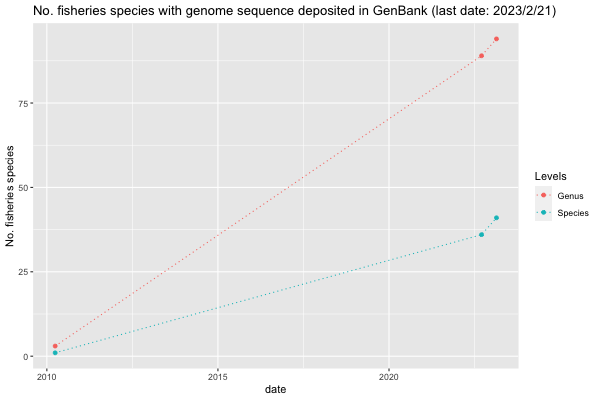 No. fisheries species with genome sequence deposited in GenBank (last date: 2023/2/21)
No. fisheries species
75
50
25
0
2010
2015
2020
date
Levels
Genus
Species